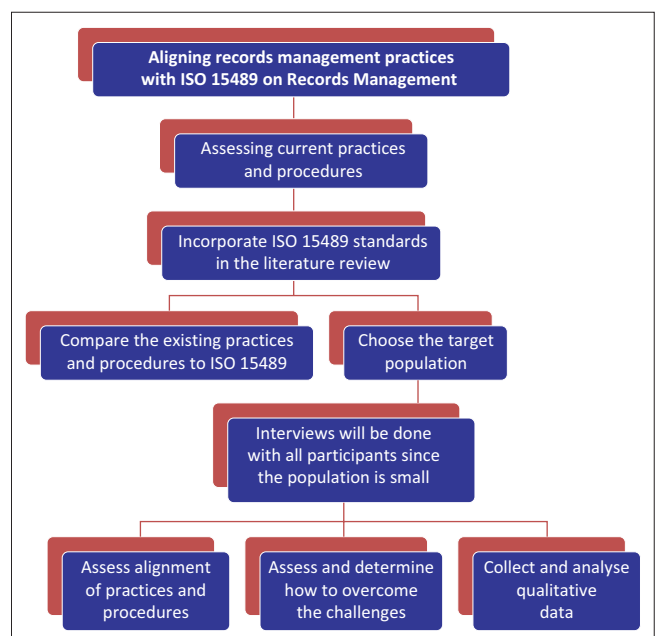 Aligning records management practices
with ISO 15489 on Records Management
Assessing current practices
and procedures
Incorporate ISO 15489 standards
in the literature review
Compare the existing practices
and procedures to ISO 15489
Choose the target
population
Interviews will be done
with all participants since
the population is small
Assess alignment
of practices and
procedures
Assess and determine
how to overcome
the challenges
Collect and analyse
qualitative
data